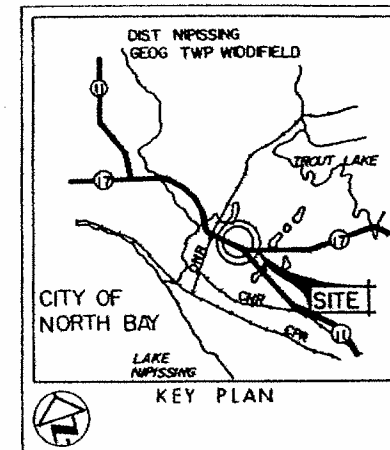 DIST NIPISSING
GEOG TWP WIDDIFIELD
11
17
TROUT LAKE
17
CNR
CITY OF
NORTH BAY
CNR
SITE
CPR
11
LAKE
NIPISSING
KEY PLAN